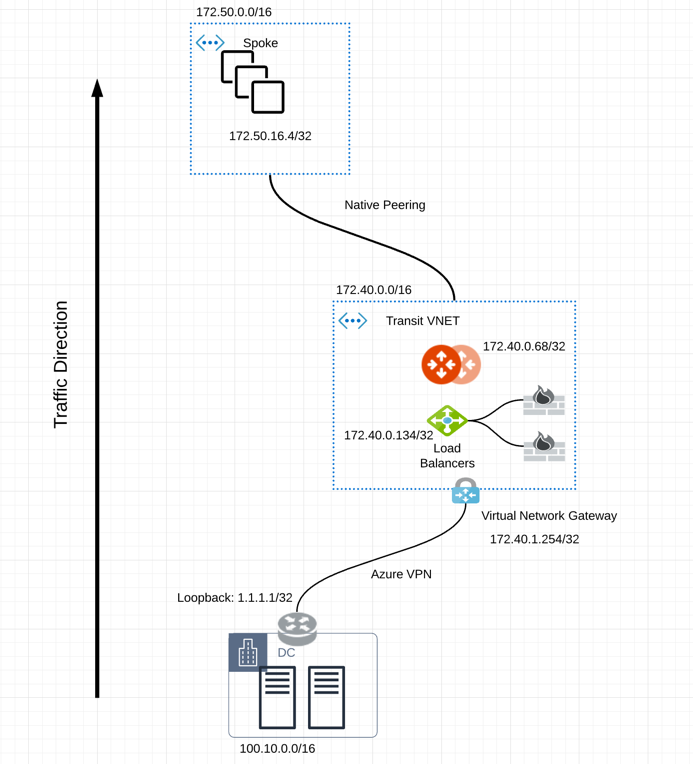 172.50.0.0/16
Spoke
172.50.16.4/32
Native Peering
172.40.0.0/16
Transit VNET
172.40.0.68/32
172.40.0.134/32
Load
Balancers
Virtual Network Gateway
172.40.1.254/32
Azure VPN
Loopback: 1.1.1.1/32
DC
100.10.0.0/16
Traffic Direction